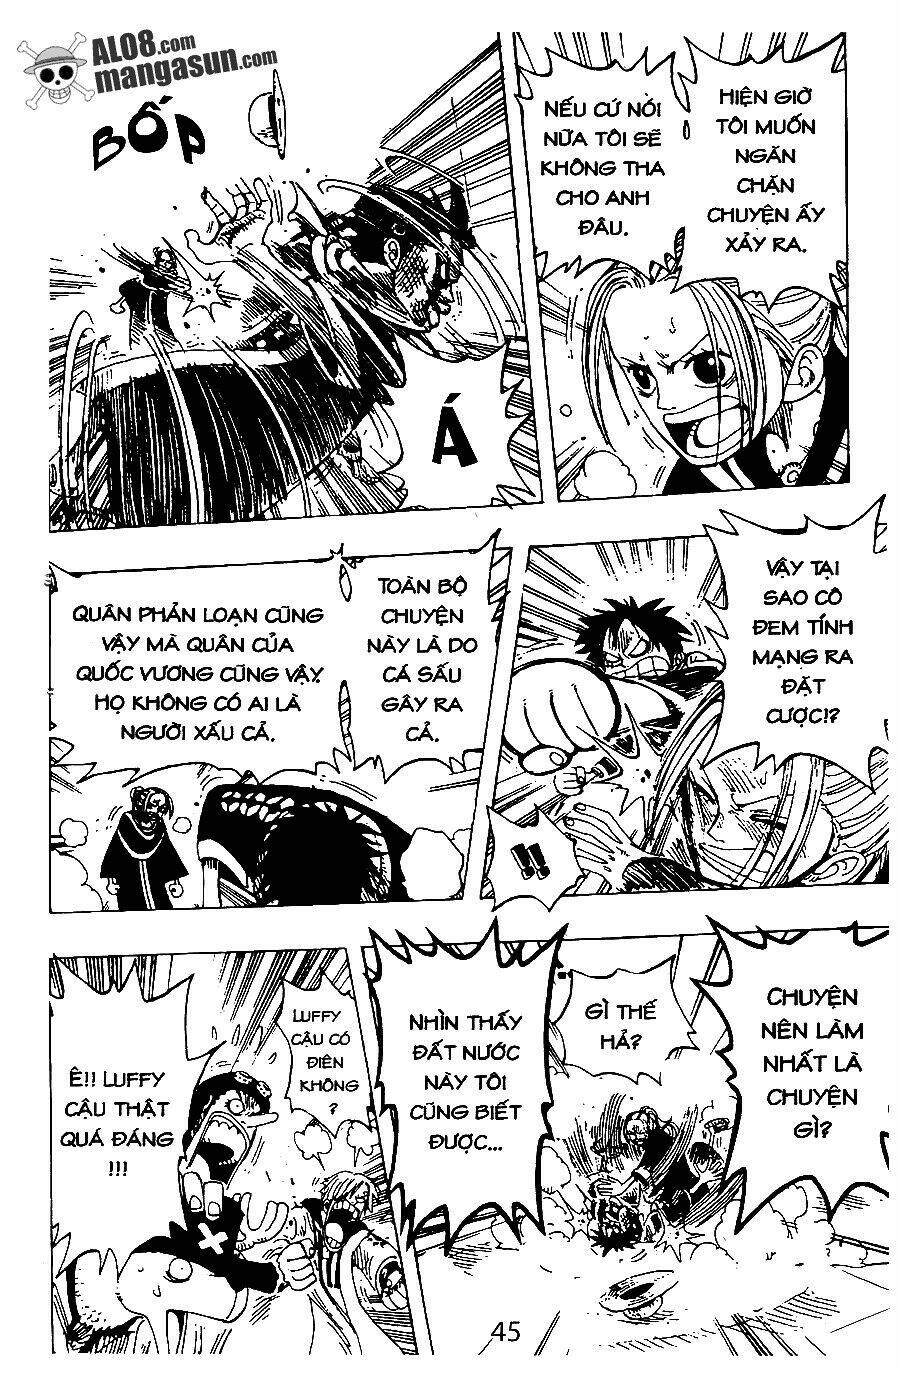 AL08.com
mangasun.com
HIỆN GIỜ
TÔI MUỐN
NGĂN
CHẶN
CHUYỆN ẤY
XẢY RA.
NẾU CỨ NÓI
NỮA TÔI SẼ
KHÔNG THA
CHO ANH
ĐÂU.
BỐP
Á
VẬY TẠI
SAO CÔ
ĐEM TÍNH
MẠNG RA
ĐẶT
CƯỢC!?
!!
TOÀN BỘ
CHUYỆN
NÀY LÀ DO
CÁ SẤU
GÂY RA
CẢ.
QUÂN PHẢN LOẠN CŨNG
VẬY MÀ QUÂN CỦA
QUỐC VƯƠNG CŨNG VẬY.
HỌ KHÔNG CÓ AI LÀ
NGƯỜI XẤU CẢ.
CHUYỆN
NÊN LÀM
NHẤT LÀ
CHUYỆN
GÌ?
GÌ THẾ
HẢ?
NHÌN THẤY
ĐẤT NƯỚC
NÀY TÔI
CŨNG BIẾT
ĐƯỢC...
LUFFY
CẬU CÓ
ĐIÊN
KHÔNG
?
Ê!! LUFFY
CẬU THẬT
QUÁ ĐÁNG
!!!
45